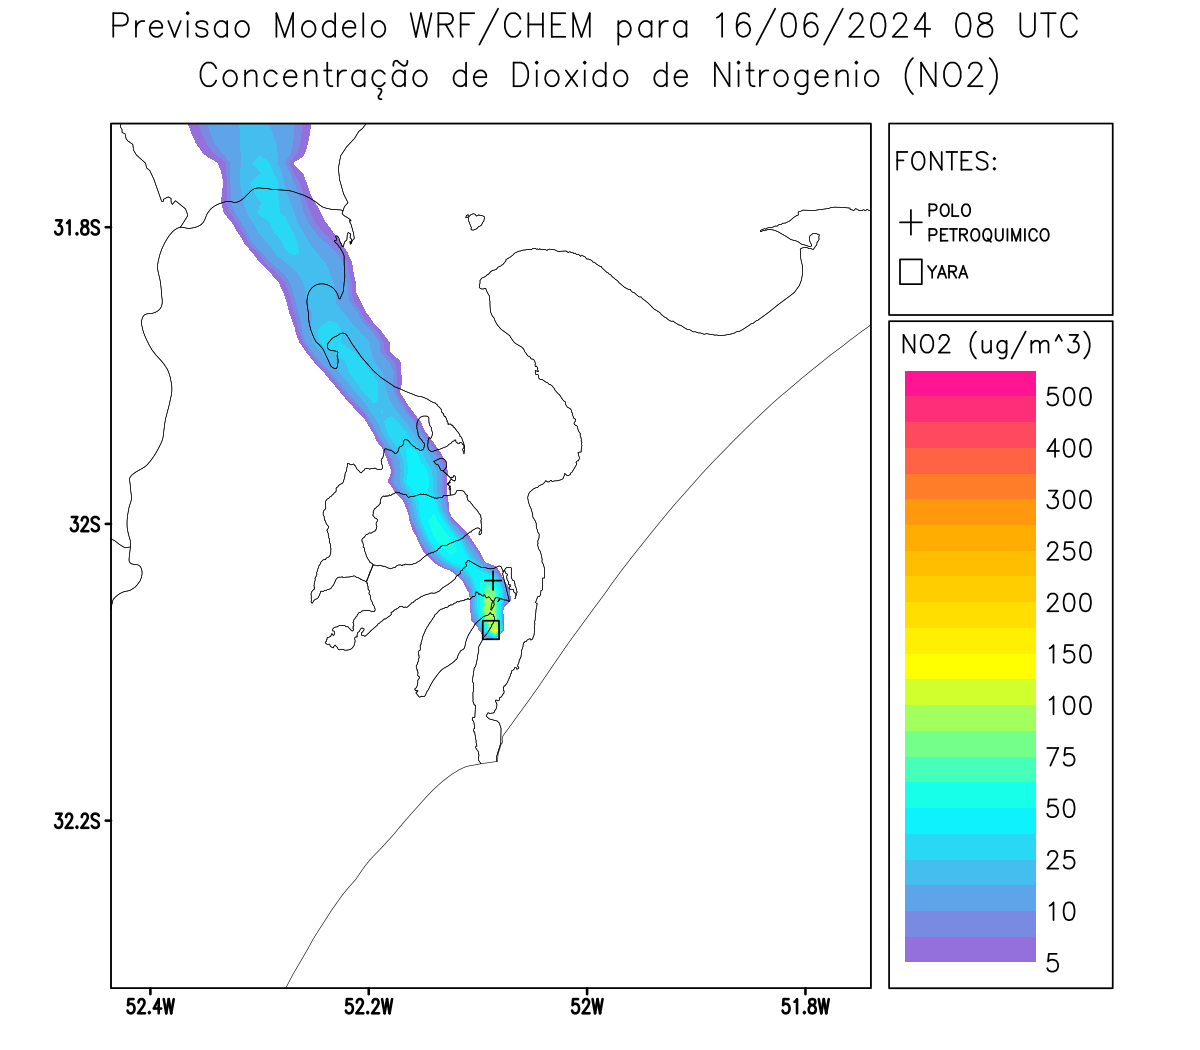 Previsao Modelo WRF/CHEM para 16/06/2024 08 UTC
Concentração de Dioxido de Nitrogenio (NO2)
FONTES:
POLO
PETROQUIMICO
YARA
NO2 (ug/m^3)
500
400
300
250
200
150
100
75
50
25
10
5
31.8S
32S
32.2S
52.4W
52.2W
52W
51.8W